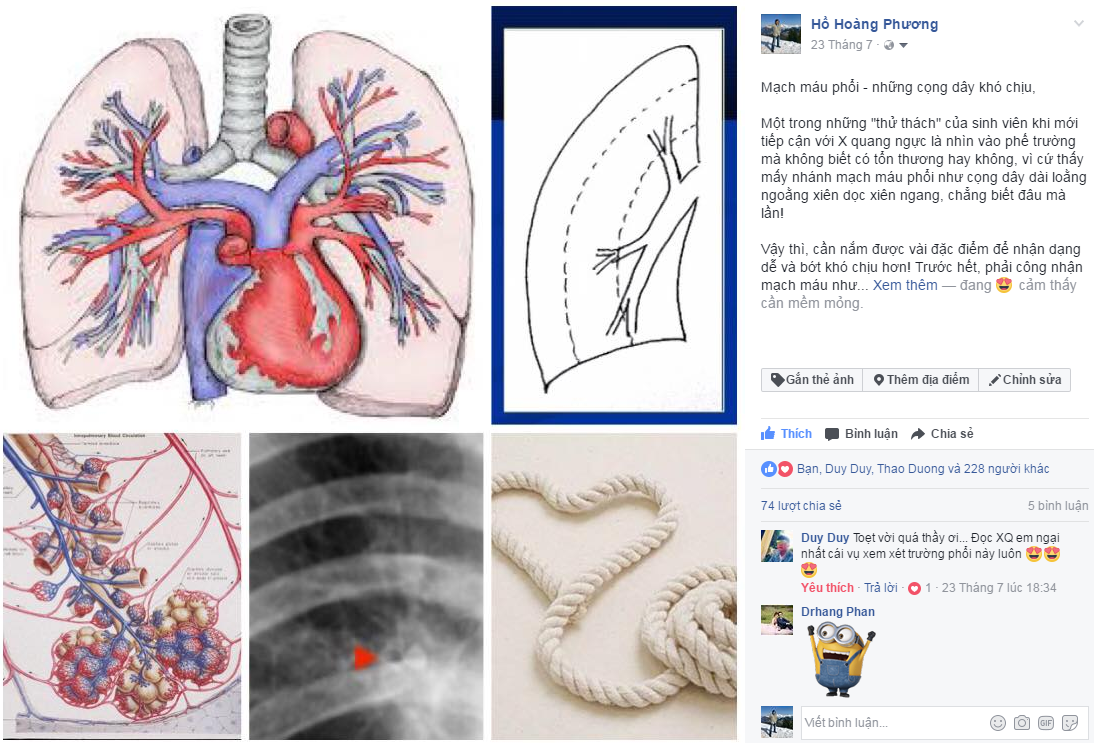 Hồ Hoàng Phương
23 Tháng 7 ·
Mạch máu phổi - những cọng dây khó chịu,
Một trong những "thử thách" của sinh viên khi mới
tiếp cận với X quang ngực là nhìn vào phế trường
mà không biết có tổn thương hay không, vì cứ thấy
mấy nhánh mạch máu phổi như cọng dây dài loằng
ngoằng xiên dọc xiên ngang, chẳng biết đâu mà
lần!
Vậy thì, cần nắm được vài đặc điểm để nhận dạng
dễ và bớt khó chịu hơn! Trước hết, phải công nhận
mạch máu như... Xem thêm — đang 😍 cảm thấy
cần mềm mỏng.
Gắn thẻ ảnh Thêm địa điểm Chỉnh sửa
Thích Bình luận Chia sẻ
Bạn, Duy Duy, Thao Duong và 228 người khác
74 lượt chia sẻ 5 bình luận
Duy Duy Toẹt vời quá thầy ơi... Đọc XQ em ngại
nhất cái vụ xem xét trường phổi này luôn 😍😍
😍
Yêu thích · Trả lời · 1 · 23 Tháng 7 lúc 18:34
Drhang Phan
Viết bình luận...
GIF
Intrapulmonary Blood Circulation